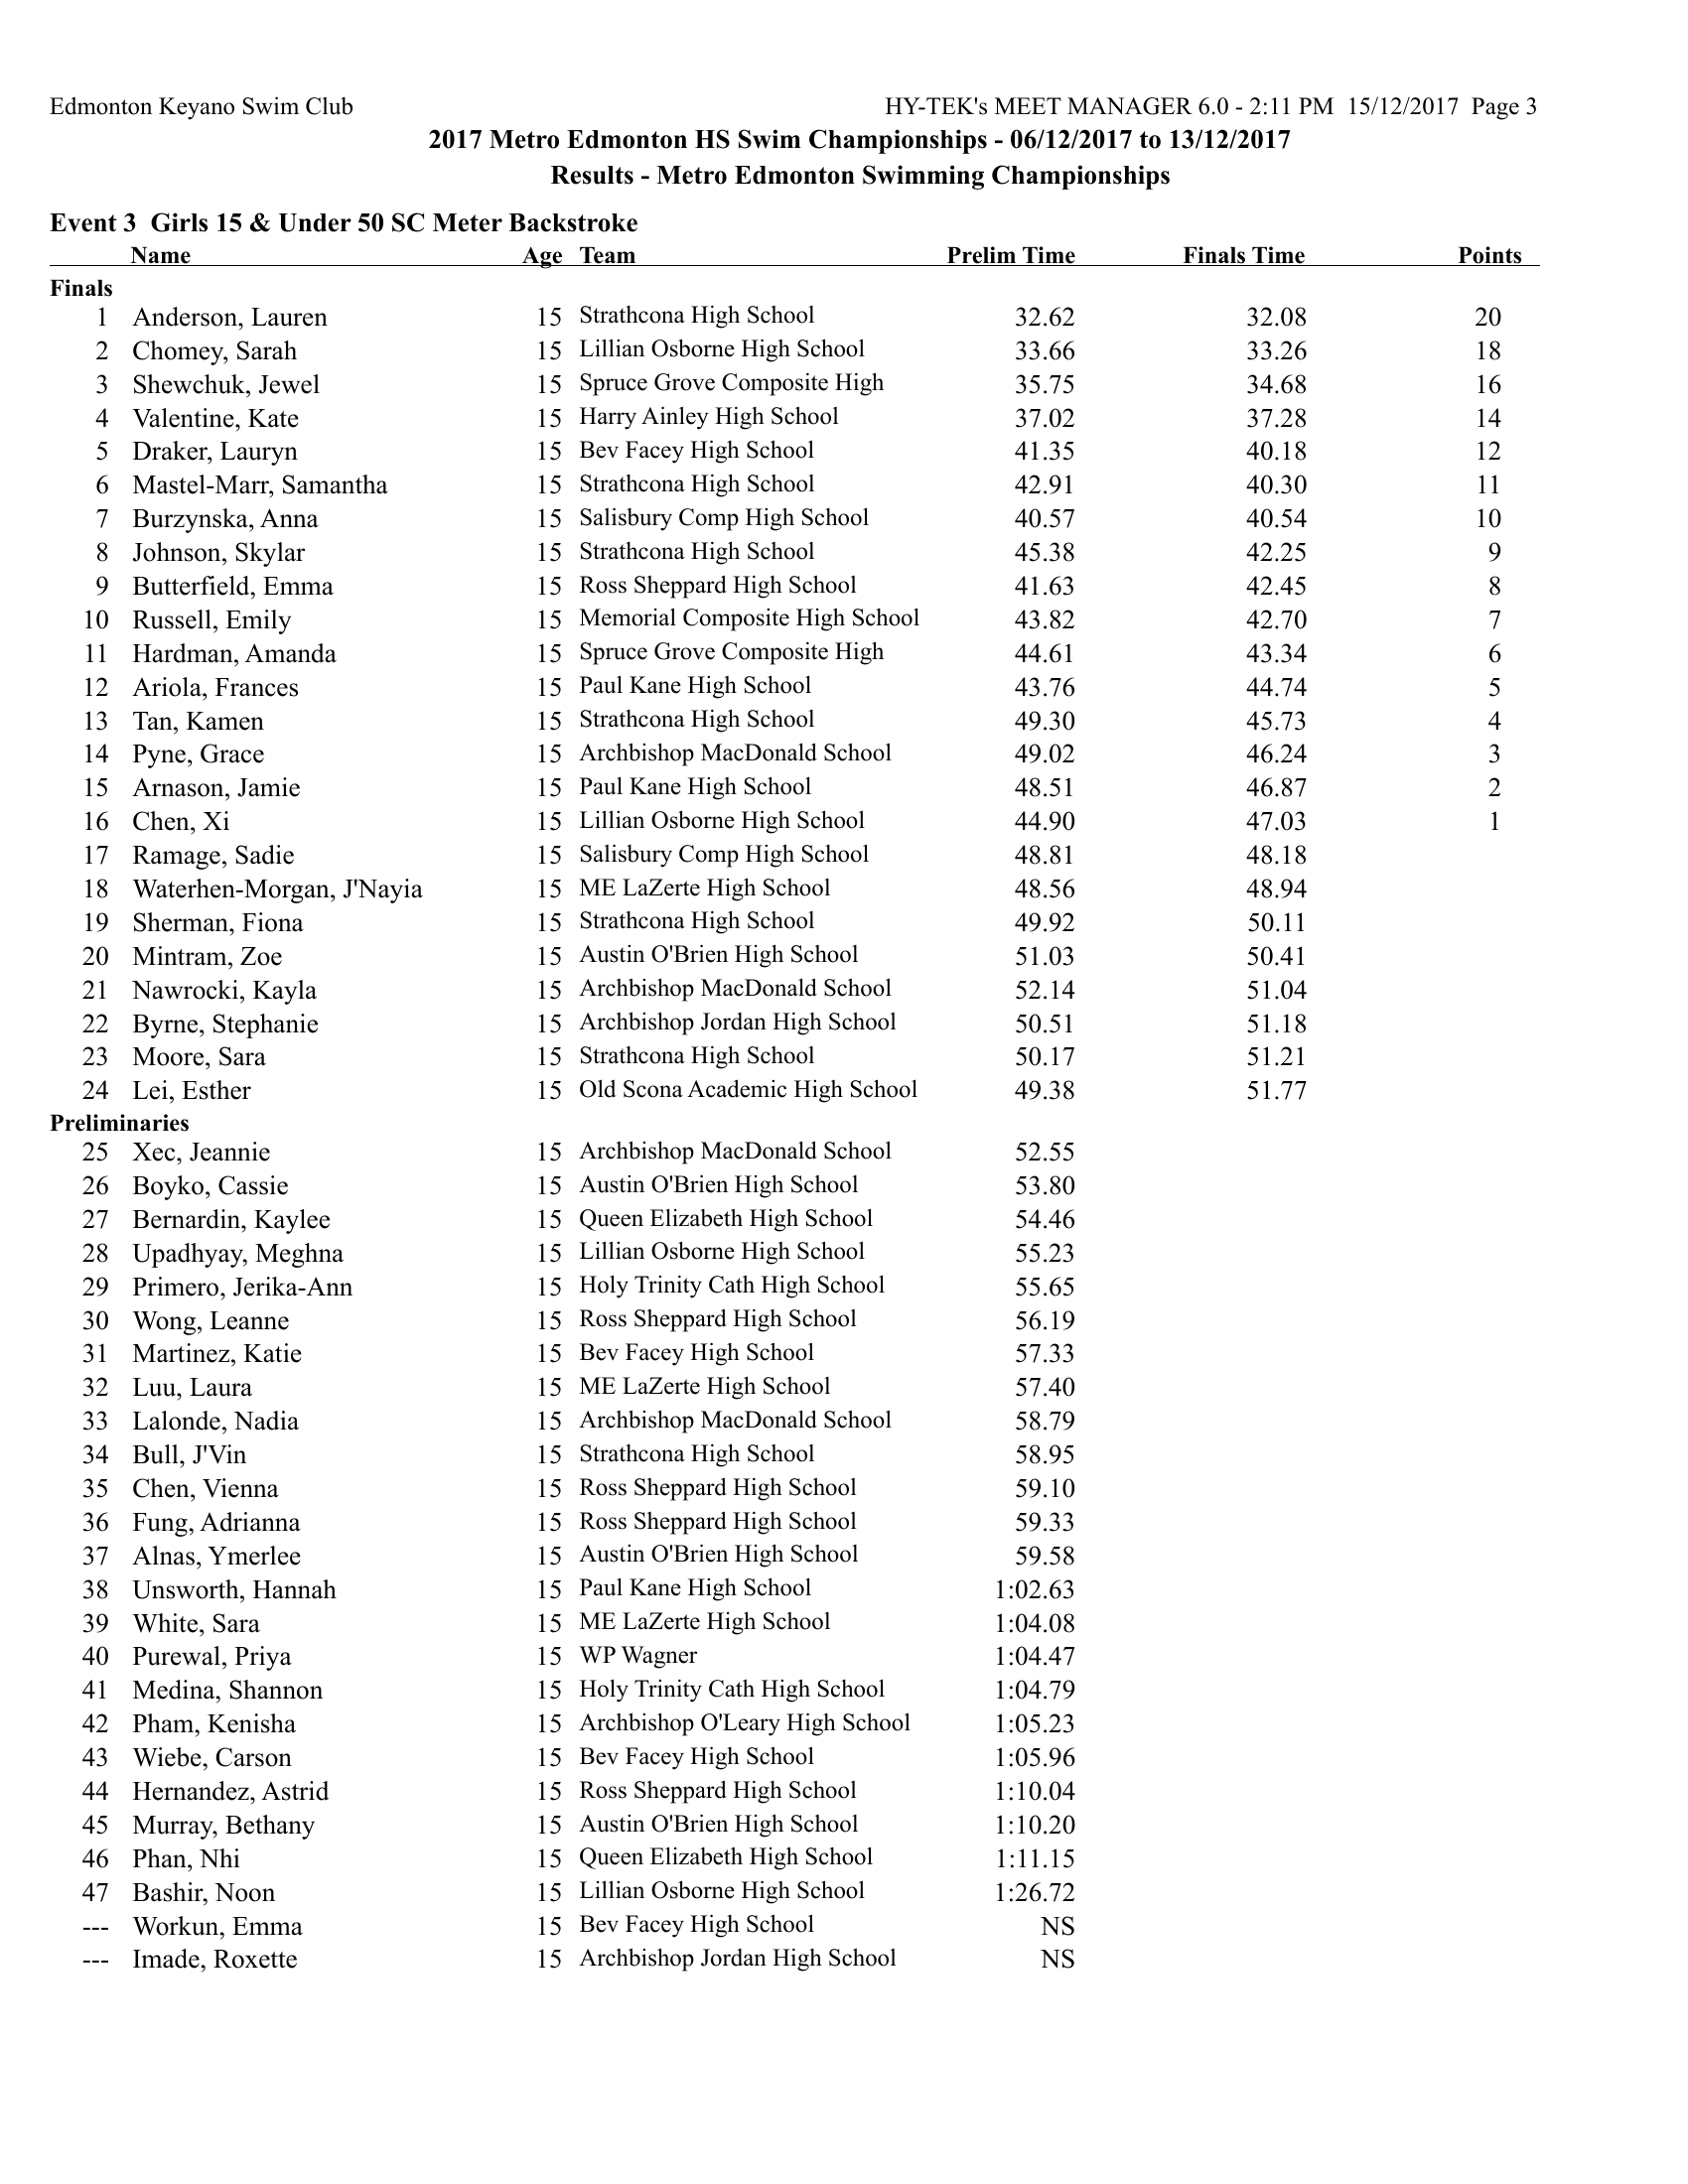 Edmonton Keyano Swim Club HY-TEK's MEET MANAGER 6.0 - 2:11 PM 15/12/2017 Page 3
2017 Metro Edmonton HS Swim Championships - 06/12/2017 to 13/12/2017
Results - Metro Edmonton Swimming Championships
Event 3 Girls 15 & Under 50 SC Meter Backstroke
Name Age Team Prelim Time Finals Time Points
Finals
1 Anderson, Lauren 15 Strathcona High School 32.62 32.08 20
2 Chomey, Sarah 15 Lillian Osborne High School 33.66 33.26 18
3 Shewchuk, Jewel 15 Spruce Grove Composite High 35.75 34.68 16
4 Valentine, Kate 15 Harry Ainley High School 37.02 37.28 14
5 Draker, Lauryn 15 Bev Facey High School 41.35 40.18 12
6 Mastel-Marr, Samantha 15 Strathcona High School 42.91 40.30 11
7 Burzynska, Anna 15 Salisbury Comp High School 40.57 40.54 10
8 Johnson, Skylar 15 Strathcona High School 45.38 42.25 9
9 Butterfield, Emma 15 Ross Sheppard High School 41.63 42.45 8
10 Russell, Emily 15 Memorial Composite High School 43.82 42.70 7
11 Hardman, Amanda 15 Spruce Grove Composite High 44.61 43.34 6
12 Ariola, Frances 15 Paul Kane High School 43.76 44.74 5
13 Tan, Kamen 15 Strathcona High School 49.30 45.73 4
14 Pyne, Grace 15 Archbishop MacDonald School 49.02 46.24 3
15 Arnason, Jamie 15 Paul Kane High School 48.51 46.87 2
16 Chen, Xi 15 Lillian Osborne High School 44.90 47.03 1
17 Ramage, Sadie 15 Salisbury Comp High School 48.81 48.18
18 Waterhen-Morgan, J'Nayia 15 ME LaZerte High School 48.56 48.94
19 Sherman, Fiona 15 Strathcona High School 49.92 50.11
20 Mintram, Zoe 15 Austin O'Brien High School 51.03 50.41
21 Nawrocki, Kayla 15 Archbishop MacDonald School 52.14 51.04
22 Byrne, Stephanie 15 Archbishop Jordan High School 50.51 51.18
23 Moore, Sara 15 Strathcona High School 50.17 51.21
24 Lei, Esther 15 Old Scona Academic High School 49.38 51.77
Preliminaries
25 Xec, Jeannie 15 Archbishop MacDonald School 52.55
26 Boyko, Cassie 15 Austin O'Brien High School 53.80
27 Bernardin, Kaylee 15 Queen Elizabeth High School 54.46
28 Upadhyay, Meghna 15 Lillian Osborne High School 55.23
29 Primero, Jerika-Ann 15 Holy Trinity Cath High School 55.65
30 Wong, Leanne 15 Ross Sheppard High School 56.19
31 Martinez, Katie 15 Bev Facey High School 57.33
32 Luu, Laura 15 ME LaZerte High School 57.40
33 Lalonde, Nadia 15 Archbishop MacDonald School 58.79
34 Bull, J'Vin 15 Strathcona High School 58.95
35 Chen, Vienna 15 Ross Sheppard High School 59.10
36 Fung, Adrianna 15 Ross Sheppard High School 59.33
37 Alnas, Ymerlee 15 Austin O'Brien High School 59.58
38 Unsworth, Hannah 15 Paul Kane High School 1:02.63
39 White, Sara 15 ME LaZerte High School 1:04.08
40 Purewal, Priya 15 WP Wagner 1:04.47
41 Medina, Shannon 15 Holy Trinity Cath High School 1:04.79
42 Pham, Kenisha 15 Archbishop O'Leary High School 1:05.23
43 Wiebe, Carson 15 Bev Facey High School 1:05.96
44 Hernandez, Astrid 15 Ross Sheppard High School 1:10.04
45 Murray, Bethany 15 Austin O'Brien High School 1:10.20
46 Phan, Nhi 15 Queen Elizabeth High School 1:11.15
47 Bashir, Noon 15 Lillian Osborne High School 1:26.72
--- Workun, Emma 15 Bev Facey High School NS
--- Imade, Roxette 15 Archbishop Jordan High School NS